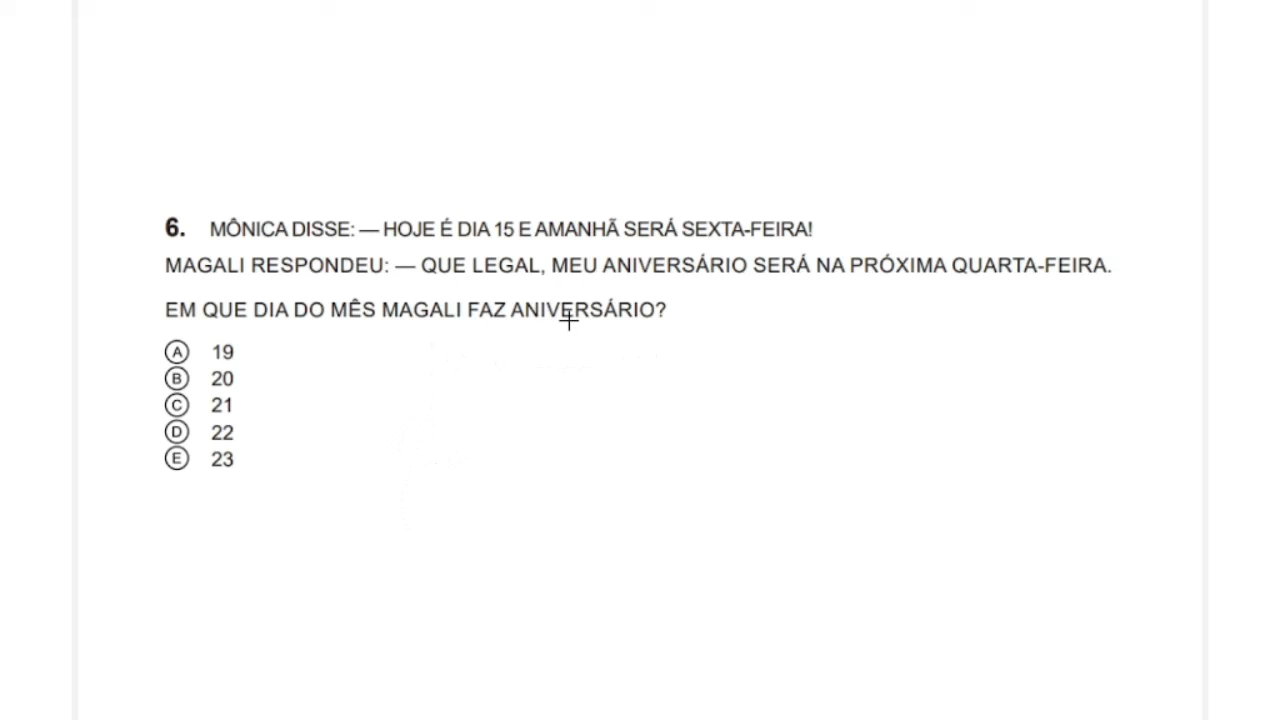 6. MÔNICA DISSE: — HOJE É DIA 15 E AMANHÃ SERÁ SEXTA-FEIRA!
MAGALI RESPONDEU: — QUE LEGAL, MEU ANIVERSÁRIO SERÁ NA PRÓXIMA QUARTA-FEIRA.
EM QUE DIA DO MÊS MAGALI FAZ ANIVERSÁRIO?
A 19
B 20
C 21
D 22
E 23